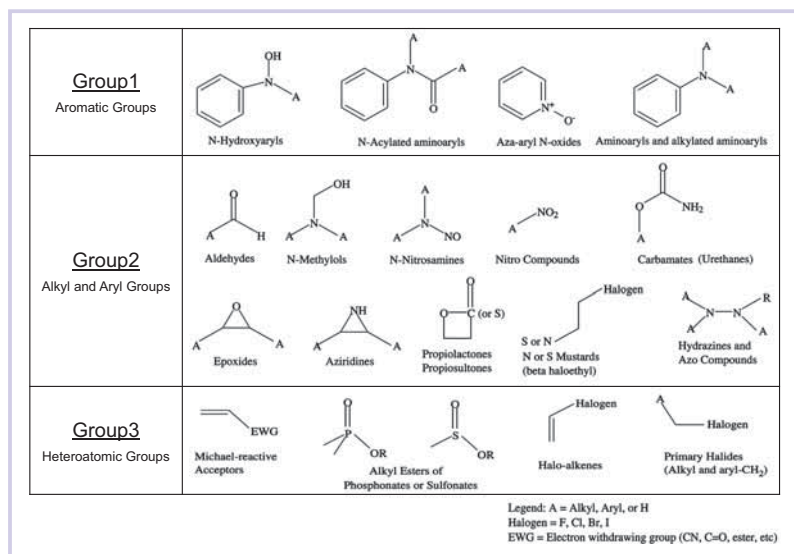 Group1
Aromatic Groups
OH
N
A
N-Hydroxyaryls
A
N
A
O
N-Acylated aminoaryls
N+
O-
Aza-aryl N-oxides
A
N
A
Aminoaryls and alkylated aminoaryls
Group2
Alkyl and Aryl Groups
O
A
H
Aldehydes
OH
N
A
A
N-Methylols
A
N
A
NO
N-Nitrosamines
NO2
A
Nitro Compounds
O
O
NH2
A
Carbamates (Urethanes)
O
A
A
Epoxides
NH
A
A
Aziridines
O
O
C (or S)
Propiolactones
Propiosultones
Halogen
S or N
N or S Mustards
(beta haloethyl)
A
R
N
N
A
A
Hydrazines and
Azo Compounds
Group3
Heteroatomic Groups
EWG
Michael-reactive
Acceptors
O
P
OR
O
S
OR
Alkyl Esters of
Phosphonates or Sulfonates
Halogen
Halo-alkenes
A
Halogen
Primary Halides
(Alkyl and aryl-CH2)
Legend: A = Alkyl, Aryl, or H
Halogen = F, Cl, Br, I
EWG = Electron withdrawing group (CN, C=O, ester, etc)